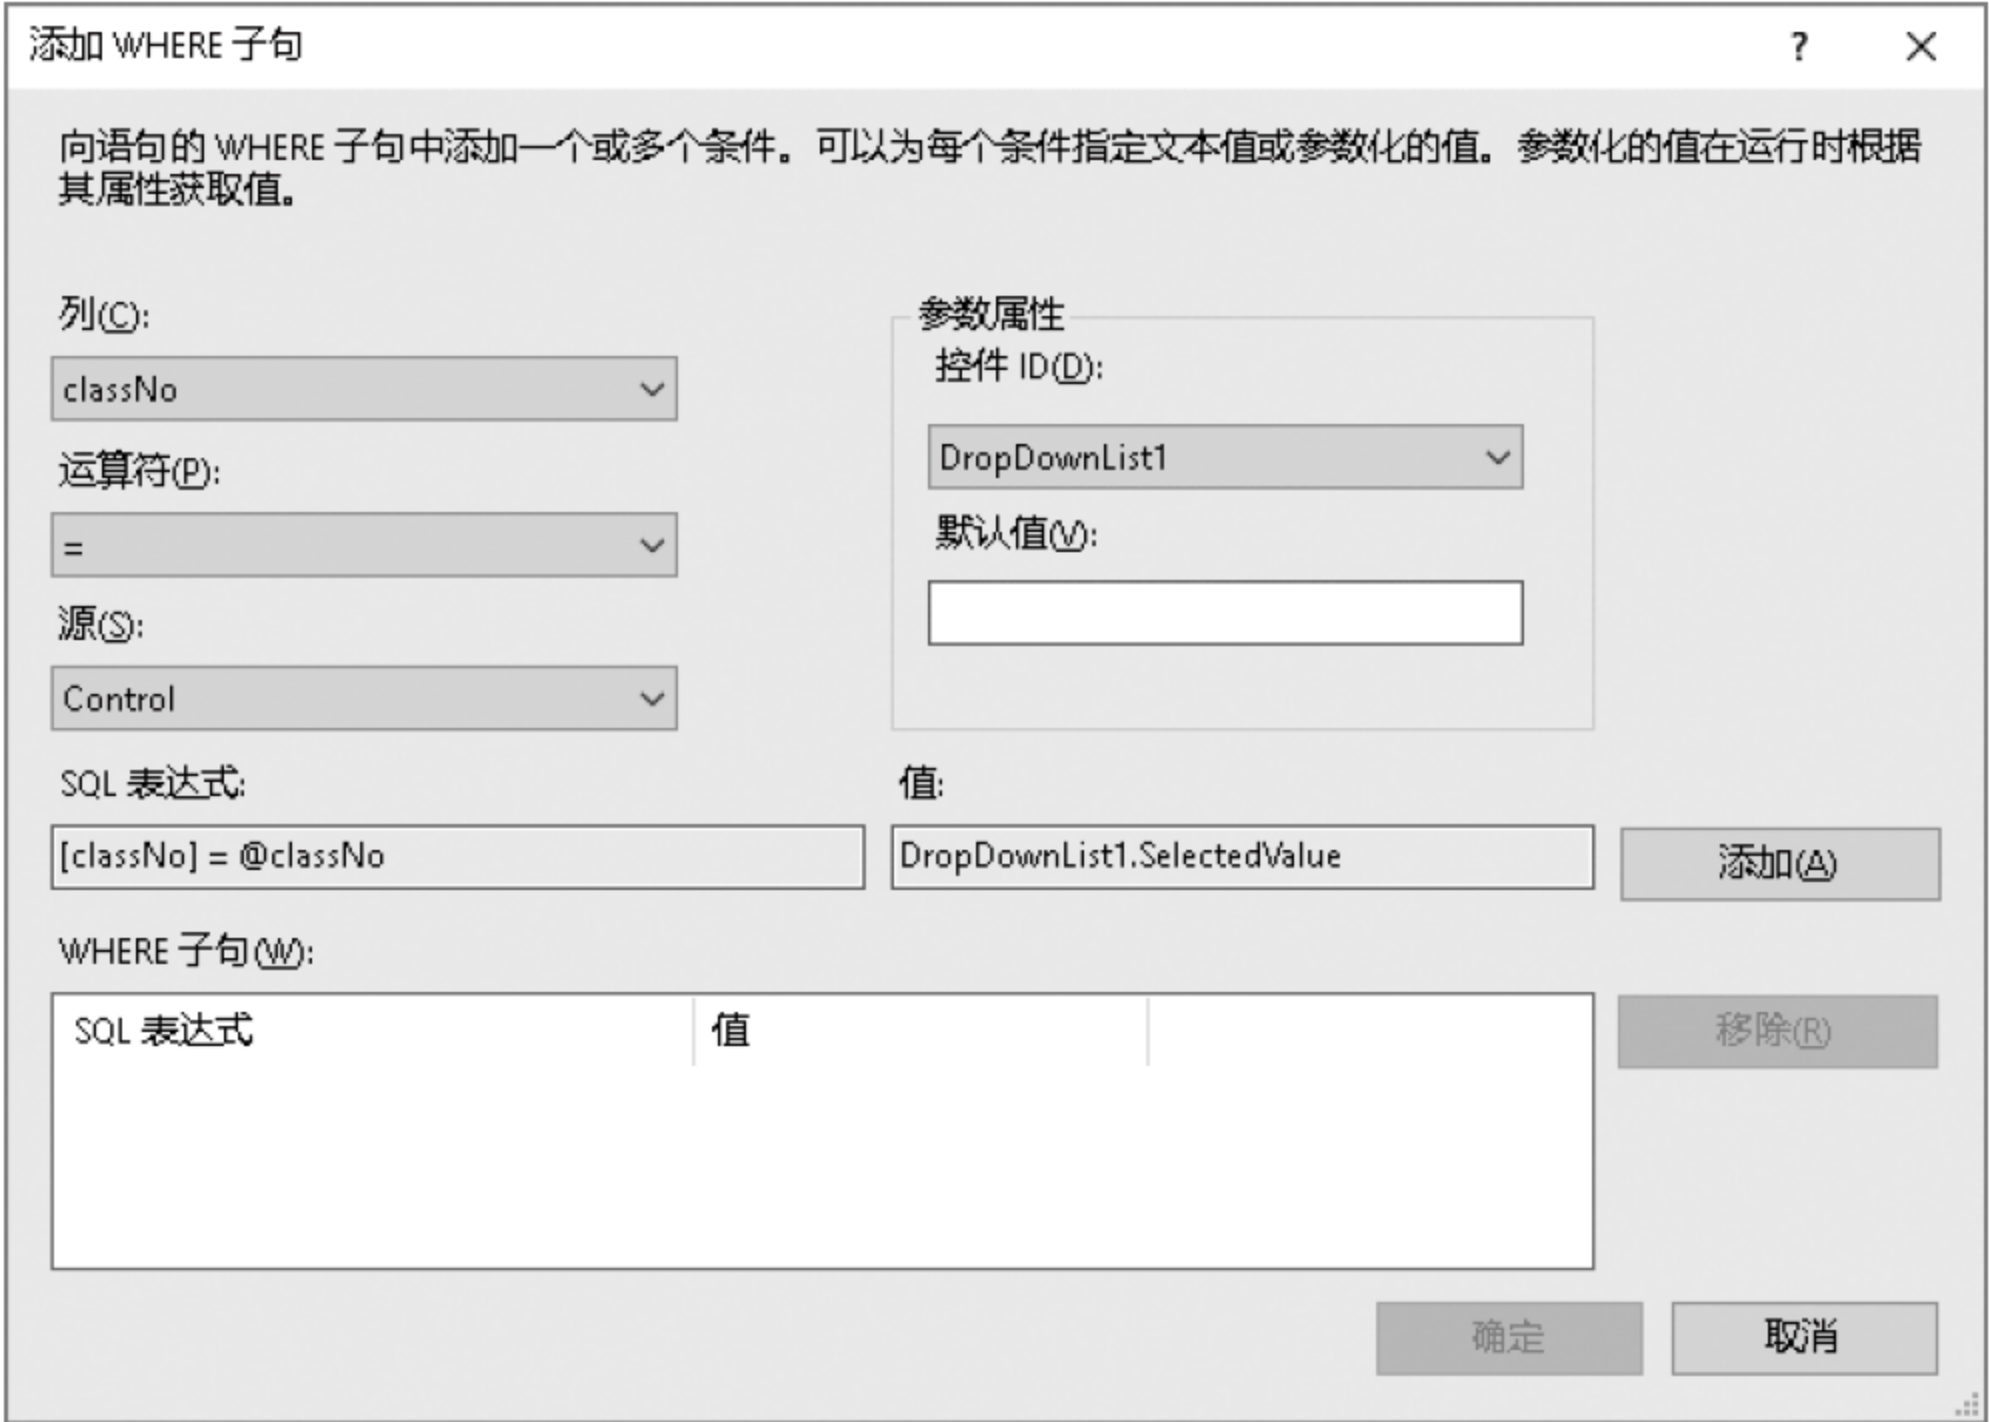 添加 WHERE 子句
?
向语句的 WHERE 子句中添加一个或多个条件。可以为每个条件指定文本值或参数化的值。参数化的值在运行时根据
其属性获取值。
列(C):
classNo
运算符(P):
=
源(S):
Control
参数属性
控件 ID(D):
DropDownList1
默认值(V):
SQL 表达式:
[classNo] = @classNo
值:
DropDownList1.SelectedValue
添加(A)
WHERE 子句(W):
SQL 表达式 值
移除(R)
确定 取消